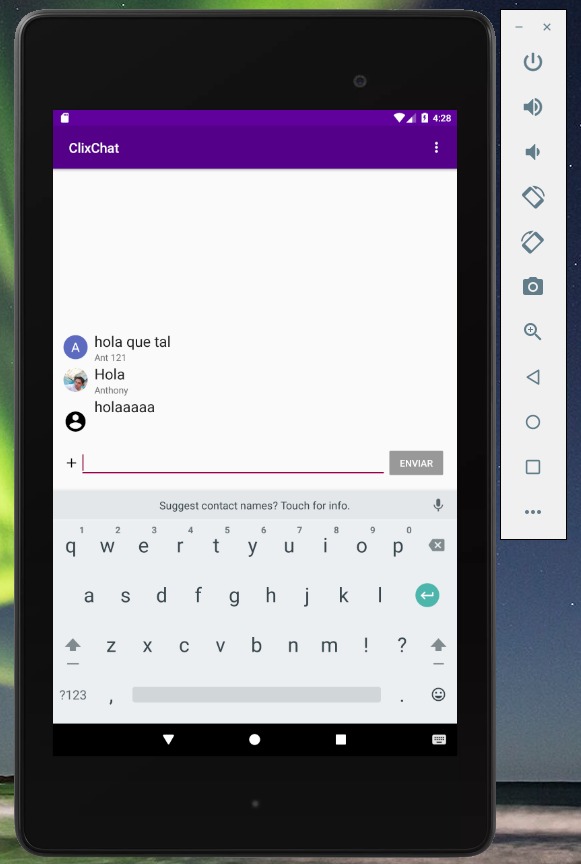 4:28
ClixChat
A hola que tal
Ant 121
Hola
Anthony
holaaaaa
+ ENVIAR
Suggest contact names? Touch for info.
1 2 3 4 5 6 7 8 9 0
q w e r t y u i o p
a s d f g h j k l
z x c v b n m ! ?
?123 , .